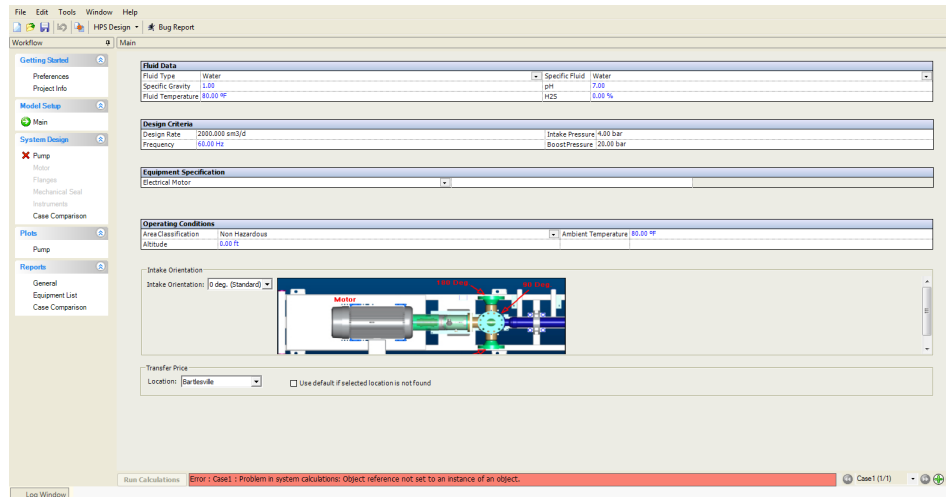 File Edit Tools Window Help
HPS Design Bug Report
Workflow
Main
Getting Started
Preferences
Project Info
Model Setup
Main
System Design
Pump
Motor
Flanges
Mechanical Seal
Instruments
Case Comparison
Plots
Pump
Reports
General
Equipment List
Case Comparison
Fluid Data
Fluid Type Water Specific Fluid Water
Specific Gravity 1.00 pH 7.00
Fluid Temperature 80.00 ºF H2S 0.00 %
Design Criteria
Design Rate 2000.000 sm3/d Intake Pressure 4.00 bar
Frequency 60.00 Hz Boost Pressure 20.00 bar
Equipment Specification
Electrical Motor
Operating Conditions
Area Classification Non Hazardous Ambient Temperature 80.00 ºF
Altitude 0.00 ft
Intake Orientation
Intake Orientation: 0 deg. (Standard)
180 Deg
90 Deg
Motor
Transfer Price
Location: Bartlesville Use default if selected location is not found
Run Calculations Error : Case1 : Problem in system calculations: Object reference not set to an instance of an object. Case1 (1/1)
Log Window